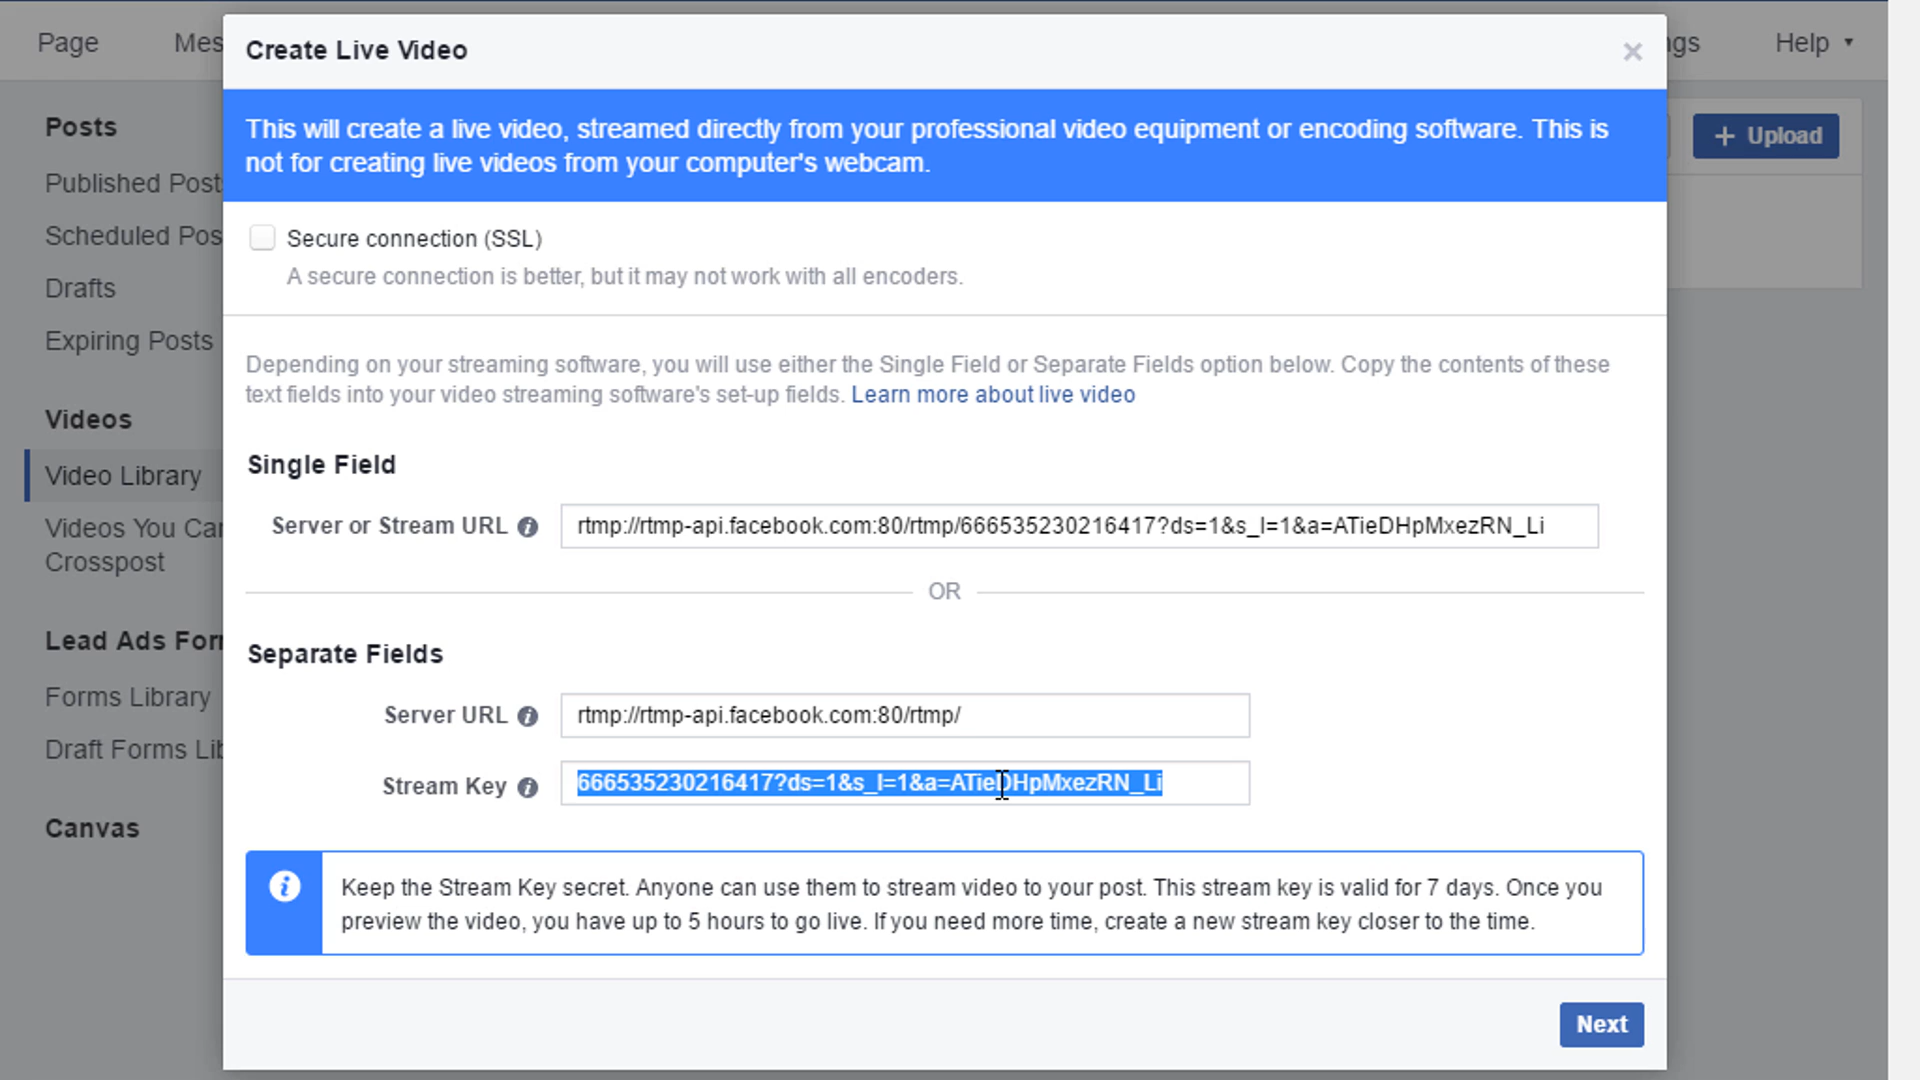 Page
Mes
ngs
Help
Create Live Video
×
This will create a live video, streamed directly from your professional video equipment or encoding software. This is
not for creating live videos from your computer's webcam.
+ Upload
Posts
Published Posts
Scheduled Pos
Drafts
Expiring Posts
Videos
Video Library
Videos You Can
Crosspost
Lead Ads Forr
Forms Library
Draft Forms Lib
Canvas
Secure connection (SSL)
A secure connection is better, but it may not work with all encoders.
Depending on your streaming software, you will use either the Single Field or Separate Fields option below. Copy the contents of these
text fields into your video streaming software's set-up fields. Learn more about live video
Single Field
Server or Stream URL i rtmp://rtmp-api.facebook.com:80/rtmp/666535230216417?ds=1&s_l=1&a=ATieDHpMxezRN_Li
OR
Separate Fields
Server URL i rtmp://rtmp-api.facebook.com:80/rtmp/
Stream Key i 666535230216417?ds=1&s_l=1&a=ATieDHpMxezRN_Li
i
Keep the Stream Key secret. Anyone can use them to stream video to your post. This stream key is valid for 7 days. Once you
preview the video, you have up to 5 hours to go live. If you need more time, create a new stream key closer to the time.
Next